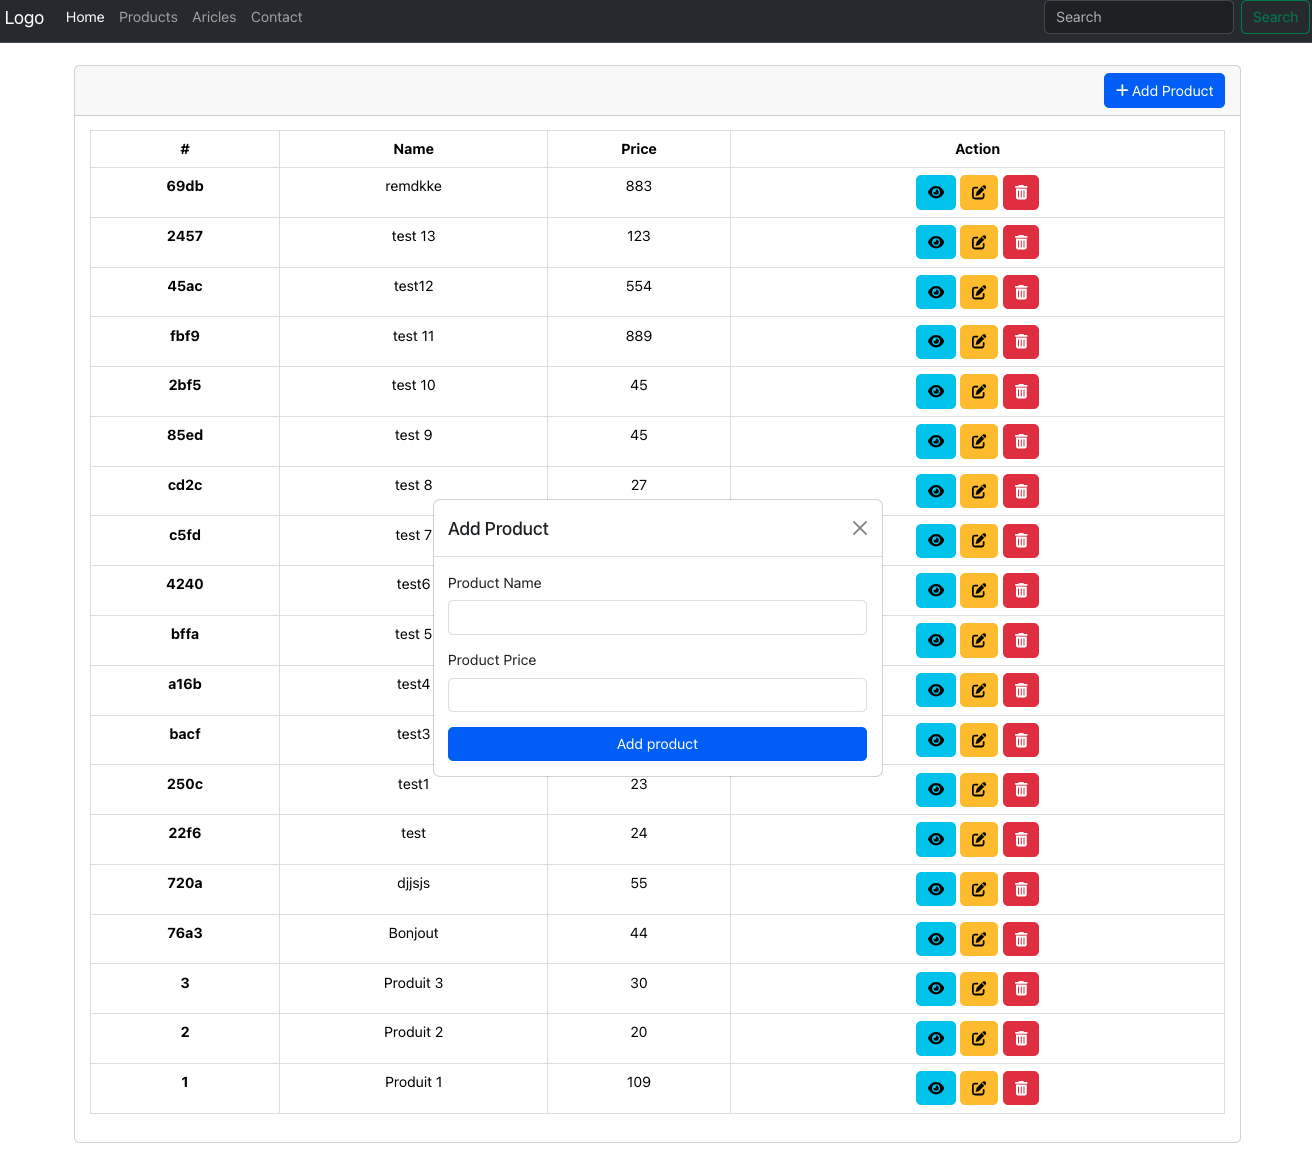 Logo Home Products Aricles Contact Search Search
+ Add Product
# Name Price Action
69db remdkke 883
2457 test 13 123
45ac test12 554
fbf9 test 11 889
2bf5 test 10 45
85ed test 9 45
cd2c test 8 27
c5fd test 7
4240 test6
bffa test 5
a16b test4
bacf test3
Add Product
Product Name
Product Price
Add product
250c test1 23
22f6 test 24
720a djjsjs 55
76a3 Bonjout 44
3 Produit 3 30
2 Produit 2 20
1 Produit 1 109